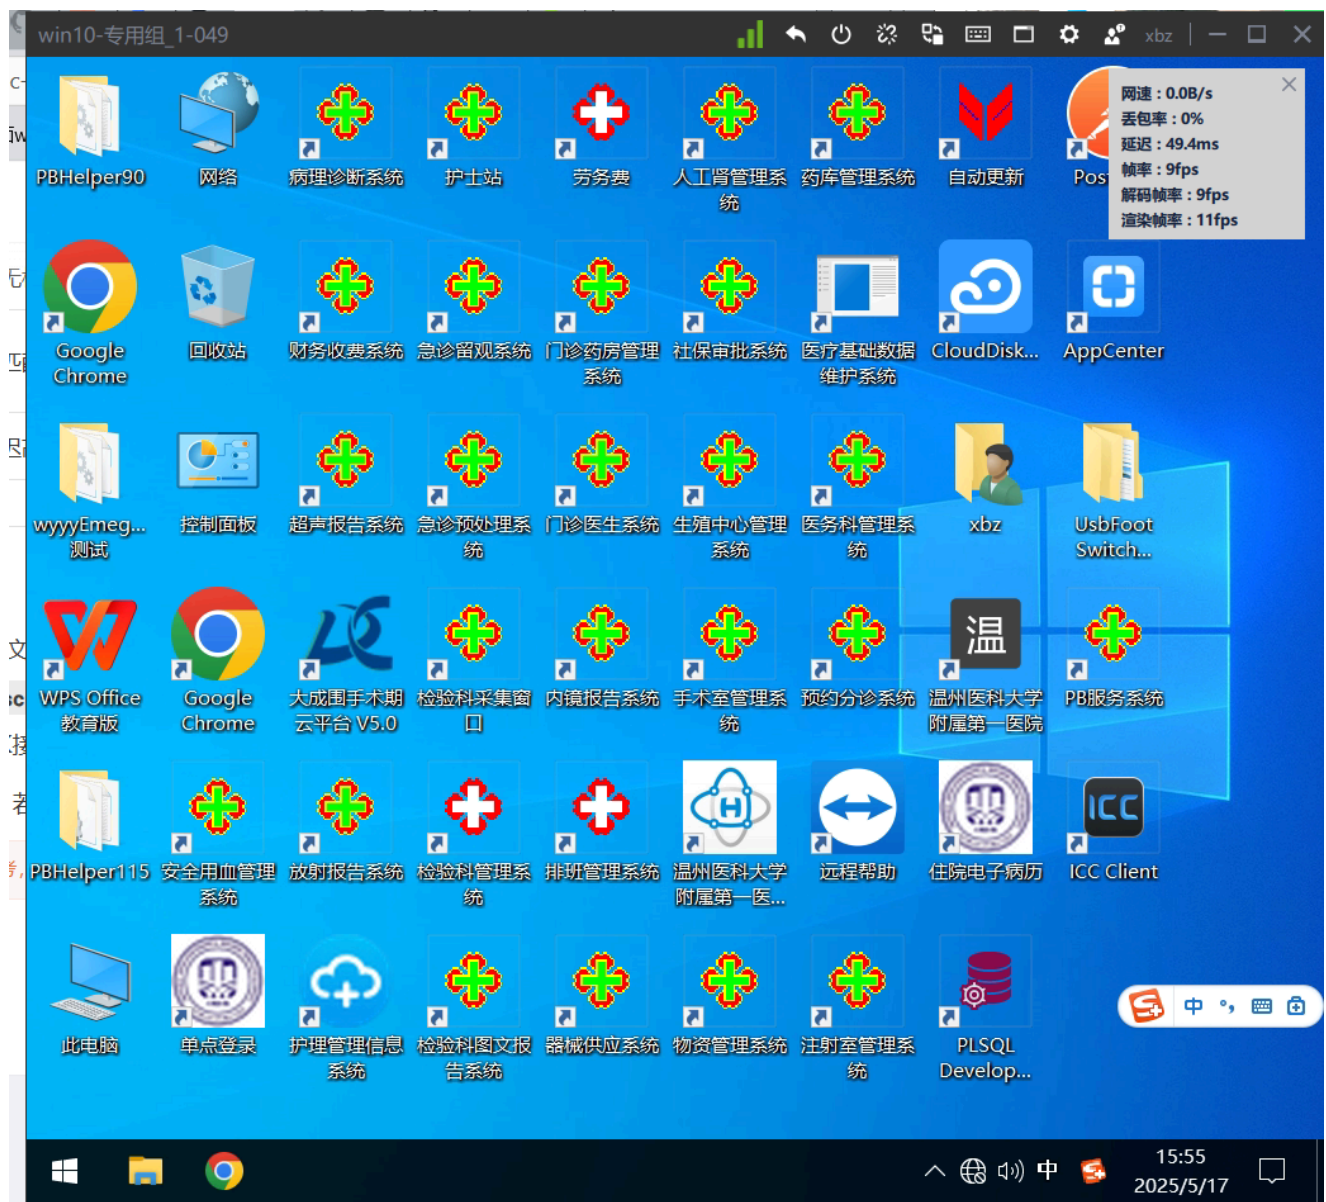 win10-专用组_1-049
xbz
网速：0.0B/s
丢包率：0%
延迟：49.4ms
帧率：9fps
解码帧率：9fps
渲染帧率：11fps
PBHelper90
网络
病理诊断系统
护士站
劳务费
人工肾管理系
统
药库管理系统
自动更新
Pos
Google
Chrome
回收站
财务收费系统
急诊留观系统
门诊药房管理
系统
社保审批系统
医疗基础数据
维护系统
CloudDisk...
AppCenter
wyyyEmeg...
测试
控制面板
超声报告系统
急诊预处理系
统
门诊医生系统
生殖中心管理
系统
医务科管理系
统
xbz
UsbFoot
Switch...
温
WPS Office
教育版
Google
Chrome
大成围手术期
云平台 V5.0
检验科采集窗
口
内镜报告系统
手术室管理系
统
预约分诊系统
温州医科大学
附属第一医院
PB服务系统
H
ICC
PBHelper115
安全用血管理
系统
放射报告系统
检验科管理系
统
排班管理系统
温州医科大学
附属第一医...
远程帮助
住院电子病历
ICC Client
中
此电脑
单点登录
护理管理信息
系统
检验科图文报
告系统
器械供应系统
物资管理系统
注射室管理系
统
PLSQL
Develop...
中
15:55
2025/5/17